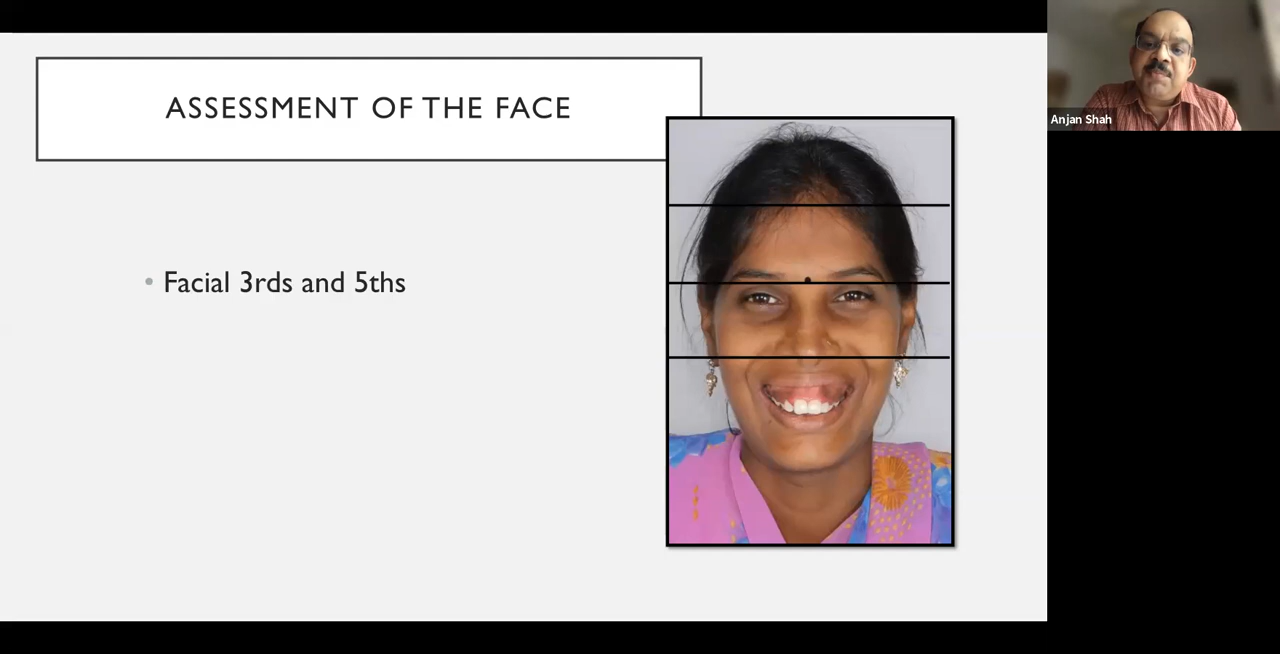 ASSESSMENT OF THE FACE
Facial 3rds and 5ths
Anjan Shah